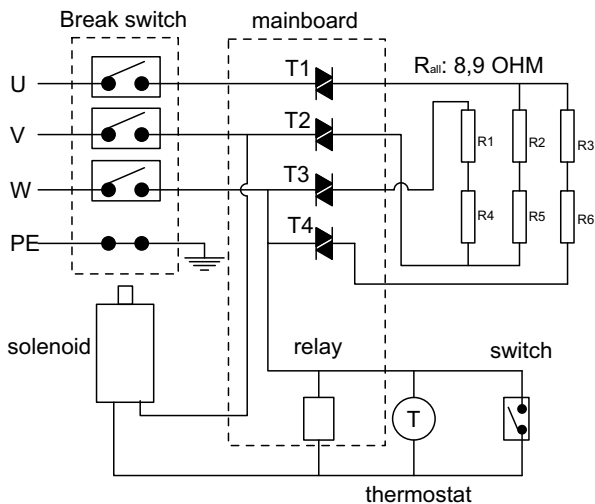 Break switch
mainboard
U
V
W
PE
T1
T2
T3
T4
Rall: 8,9 OHM
R1
R2
R3
R4
R5
R6
solenoid
relay
switch
T
thermostat